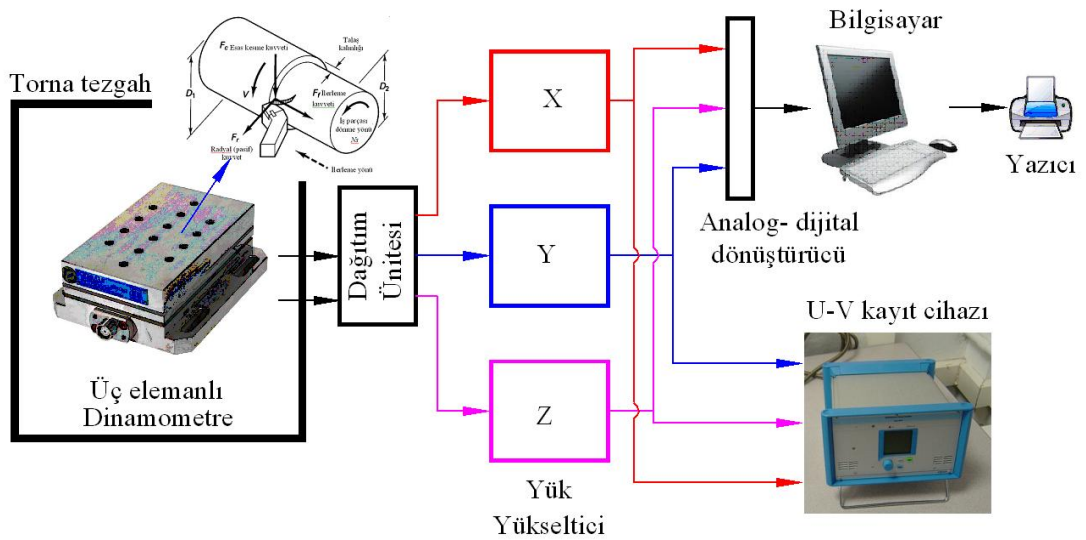 Torna tezgah
Fc Esas kesme kuvveti
Talaş
kalınlığı
D1
V
Ff İlerleme
kuvveti
D2
İş parçası
dönme yönü
Fr
Radyal (pasif)
kuvvet
İlerleme yönü
Üç elemanlı
Dinamometre
Dağıtım
Ünitesi
X
Y
Z
Yük
Yükseltici
Analog- dijital
dönüştürücü
Bilgisayar
Yazıcı
U-V kayıt cihazı